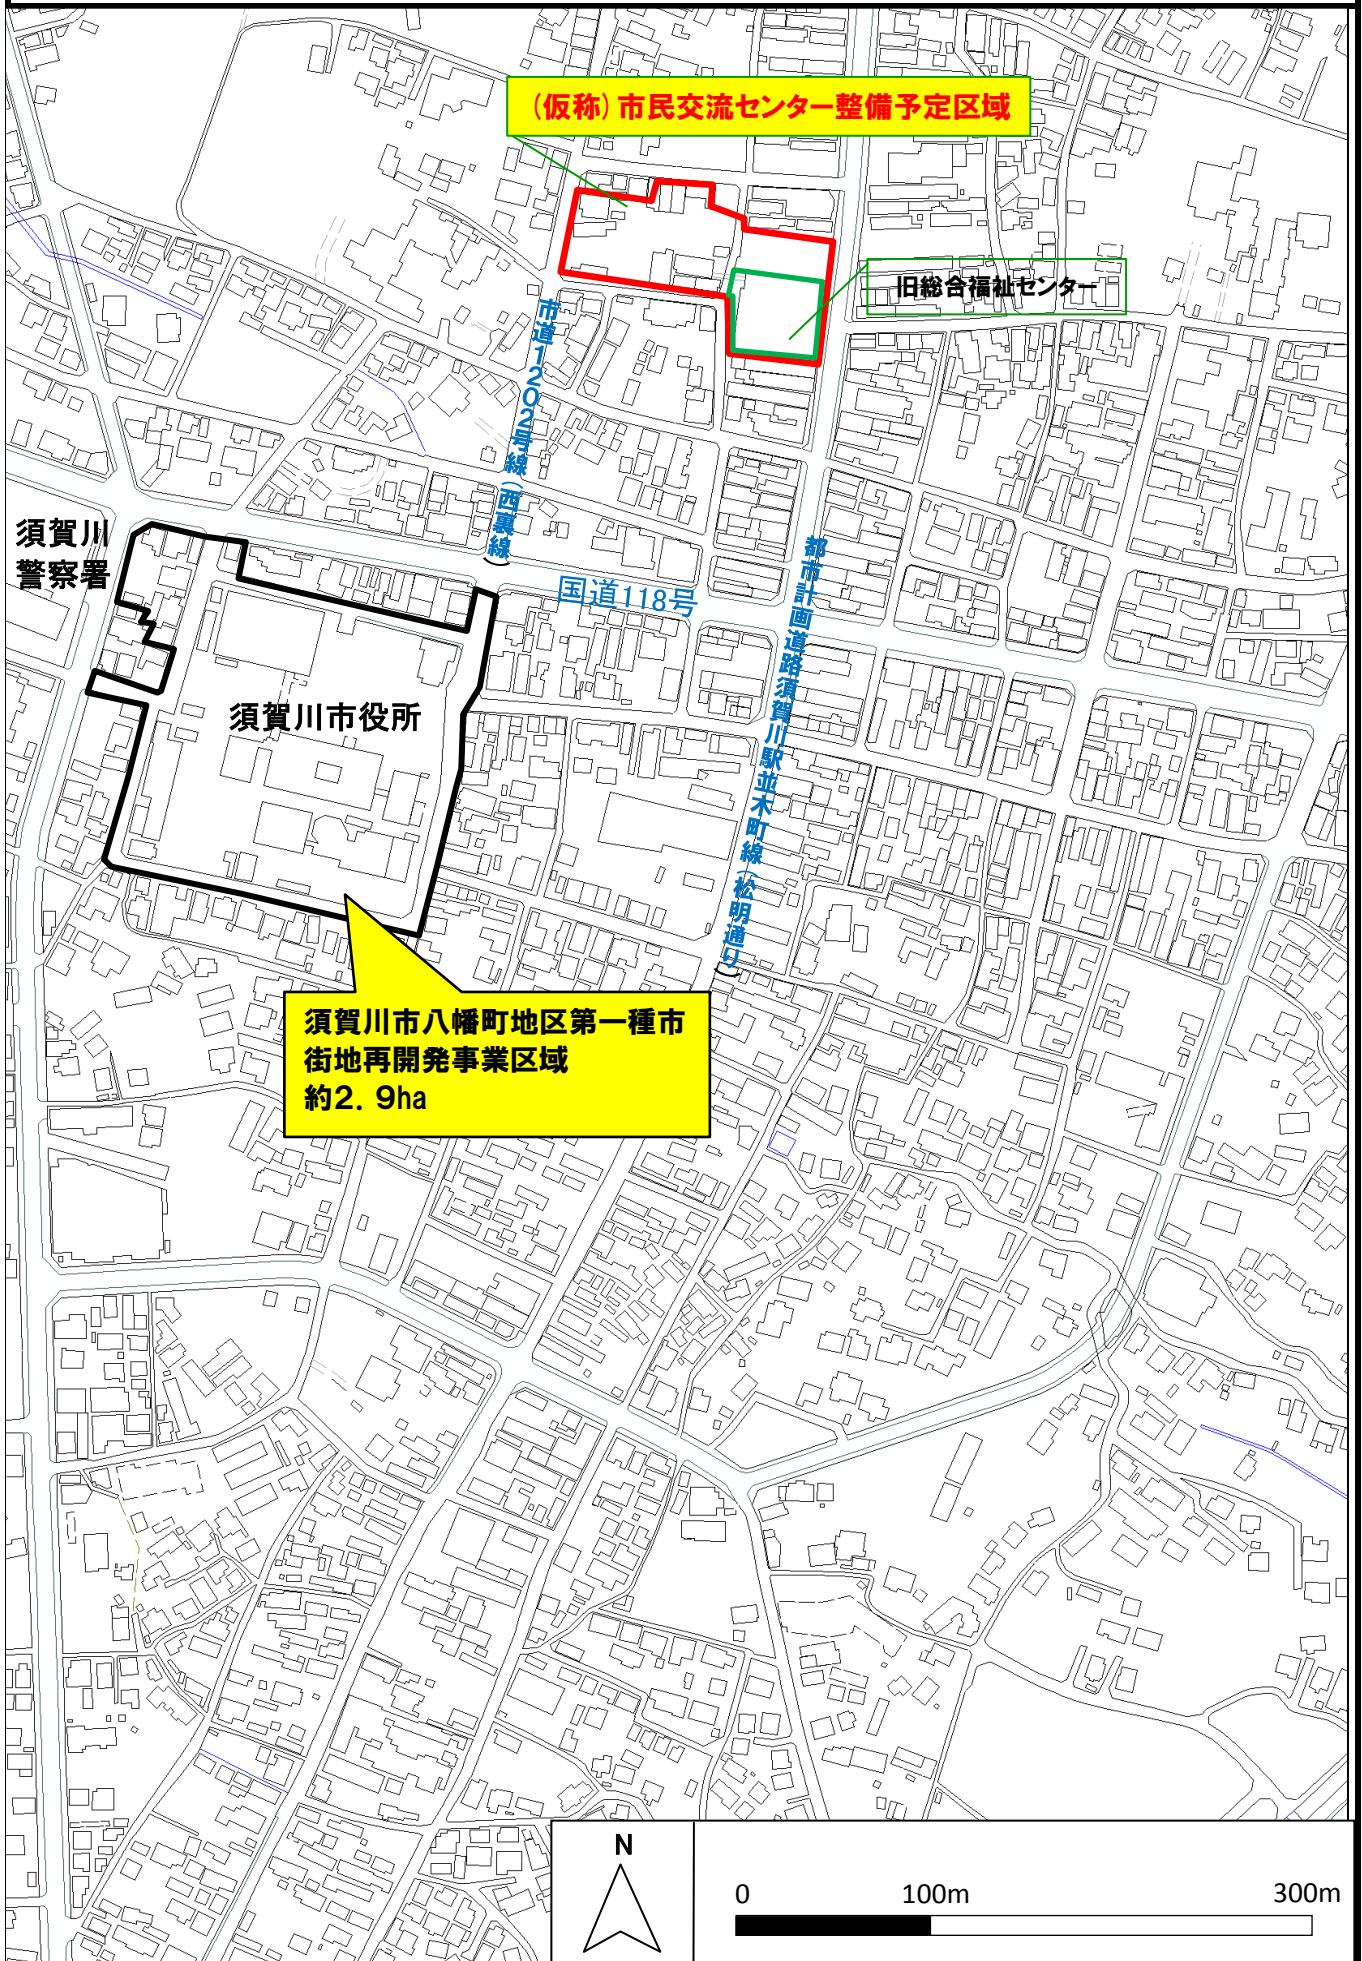 （仮称）市民交流センター整備予定区域
旧総合福祉センター
市道1202号線（西裏線）
須賀川
警察署
国道118号
都市計画道路須賀川駅並木町線（松明通り）
須賀川市役所
須賀川市八幡町地区第一種市
街地再開発事業区域
約2．9ha
N
0 100m 300m